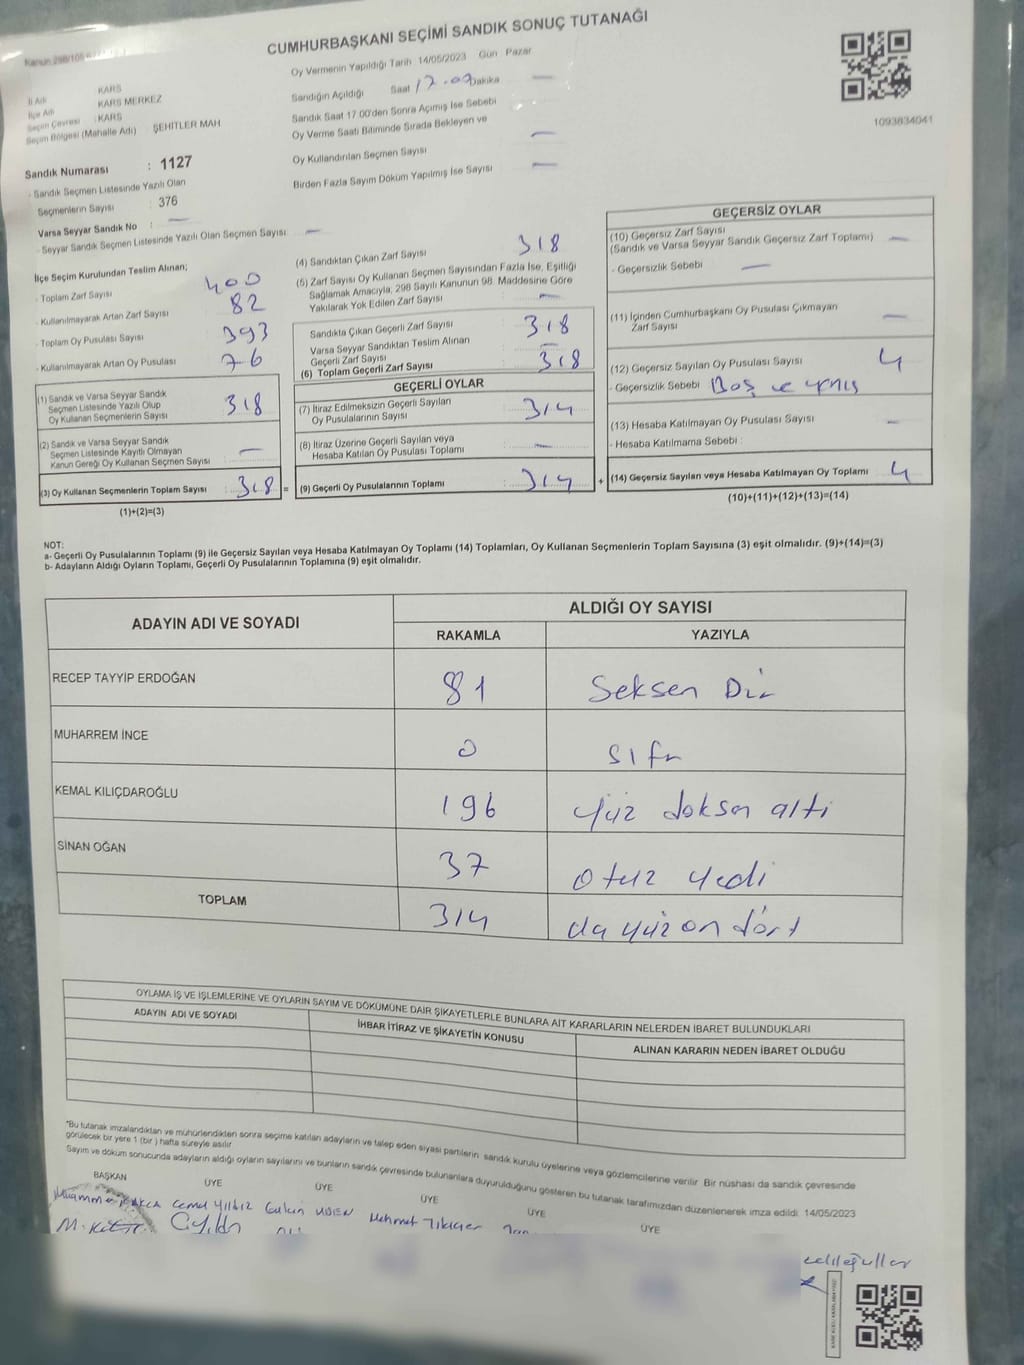 CUMHURBAŞKANI SEÇİMİ SANDIK SONUÇ TUTANAĞI
Kanun 298/105
İl Adı KARS
İlçe Adı KARS MERKEZ
Seçim Çevresi : KARS
Seçim Bölgesi (Mahalle Adı) ŞEHİTLER MAH
Sandık Numarası : 1127
- Sandık Seçmen Listesinde Yazılı Olan
Seçmenlerin Sayısı 376
Varsa Seyyar Sandık No : —
- Seyyar Sandık Seçmen Listesinde Yazılı Olan Seçmen Sayısı : —
Oy Vermenin Yapıldığı Tarih 14/05/2023 Gün Pazar
Sandığın Açıldığı Saat 17.00 Dakika —
Sandık Saat 17.00'den Sonra Açımış İse Sebebi
Oy Verme Saati Bitiminde Sırada Bekleyen ve
Oy Kullandırılan Seçmen Sayısı —
Birden Fazla Sayım Döküm Yapılmış İse Sayısı —
1093834041
İlçe Seçim Kurulundan Teslim Alınan;
- Toplam Zarf Sayısı 400
- Kullanılmayarak Artan Zarf Sayısı 82
- Toplam Oy Pusulası Sayısı 393
- Kullanılmayarak Artan Oy Pusulası 76
(1) Sandık ve Varsa Seyyar Sandık
Seçmen Listesinde Yazılı Olup
Oy Kullanan Seçmenlerin Sayısı 318
(2) Sandık ve Varsa Seyyar Sandık
Seçmen Listesinde Kayıtlı Olmayan
Kanun Gereği Oy Kullanan Seçmen Sayısı —
(3) Oy Kullanan Seçmenlerin Toplam Sayısı : 318 =
(1)+(2)=(3)
(4) Sandıktan Çıkan Zarf Sayısı 318
(5) Zarf Sayısı Oy Kullanan Seçmen Sayısından Fazla İse, Eşitliği
Sağlamak Amacıyla, 298 Sayılı Kanunun 98. Maddesine Göre
Yakılarak Yok Edilen Zarf Sayısı —
Sandıkta Çıkan Geçerli Zarf Sayısı : 318
Varsa Seyyar Sandıktan Teslim Alınan
Geçerli Zarf Sayısı —
(6) Toplam Geçerli Zarf Sayısı 318
GEÇERLİ OYLAR
(7) İtiraz Edilmeksizin Geçerli Sayılan
Oy Pusulalarının Sayısı : 314
(8) İtiraz Üzerine Geçerli Sayılan veya
Hesaba Katılan Oy Pusulası Toplamı : —
(9) Geçerli Oy Pusulalarının Toplamı : 314 +
GEÇERSİZ OYLAR
(10) Geçersiz Zarf Sayısı
(Sandık ve Varsa Seyyar Sandık Geçersiz Zarf Toplamı) —
- Geçersizlik Sebebi —
(11) İçinden Cumhurbaşkanı Oy Pusulası Çıkmayan
Zarf Sayısı —
(12) Geçersiz Sayılan Oy Pusulası Sayısı 4
- Geçersizlik Sebebi Boş ve
(13) Hesaba Katılmayan Oy Pusulası Sayısı —
- Hesaba Katılmama Sebebi :
(14) Geçersiz Sayılan veya Hesaba Katılmayan Oy Toplamı 4
(10)+(11)+(12)+(13)=(14)
NOT:
a- Geçerli Oy Pusulalarının Toplamı (9) ile Geçersiz Sayılan veya Hesaba Katılmayan Oy Toplamı (14) Toplamları, Oy Kullanan Seçmenlerin Toplam Sayısına (3) eşit olmalıdır. (9)+(14)=(3)
b- Adayların Aldığı Oyların Toplamı, Geçerli Oy Pusulalarının Toplamına (9) eşit olmalıdır.
ADAYIN ADI VE SOYADI
ALDIĞI OY SAYISI
RAKAMLA YAZIYLA
RECEP TAYYİP ERDOĞAN 81 Seksen Bir
MUHARREM İNCE 0 sıfır
KEMAL KILIÇDAROĞLU 196 yüz doksan altı
SİNAN OĞAN 37 otuz yedi
TOPLAM 314 yüz on dört
OYLAMA İŞ VE İŞLEMLERİNE VE OYLARIN SAYIM VE DÖKÜMÜNE DAİR ŞİKAYETLERLE BUNLARA AİT KARARLARIN NELERDEN İBARET BULUNDUKLARI
ADAYIN ADI VE SOYADI
İHBAR İTİRAZ VE ŞİKAYETİN KONUSU
ALINAN KARARIN NEDEN İBARET OLDUĞU
"Bu tutanak imzalandıktan ve mühürlendikten sonra seçime katılan adayların ve talep eden siyasi partilerin sandık kurulu üyelerine veya gözlemcilerine verilir. Bir nüshası da sandık çevresinde
görülecek bir yere 1 (bir) hafta süreyle asılır
Sayım ve döküm sonucunda adayların aldığı oyların sayılarını ve bunların sandık çevresinde bulunanlara duyurulduğunu gösteren bu tutanak tarafımızdan düzenlenerek imza edildi. 14/05/2023
BAŞKAN ÜYE ÜYE ÜYE ÜYE ÜYE
Cemal Yıldız
Mehmet